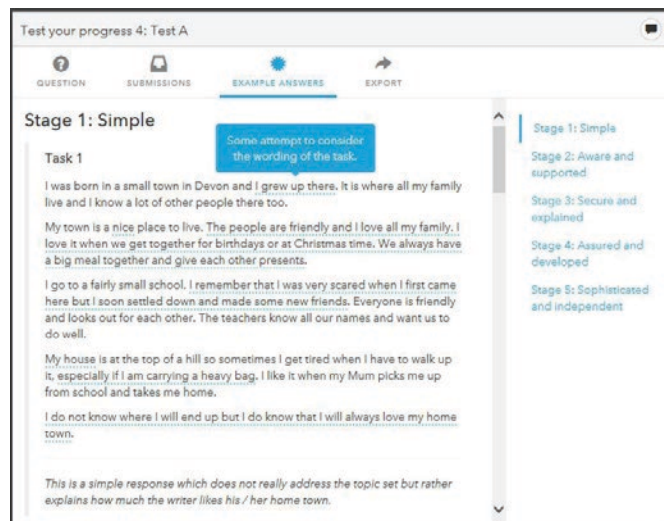 Test your progress 4: Test A
QUESTION
SUBMISSIONS
EXAMPLE ANSWERS
EXPORT
Stage 1: Simple
Some attempt to consider
the wording of the task.
Task 1
I was born in a small town in Devon and I grew up there. It is where all my family
live and I know a lot of other people there too.
My town is a nice place to live. The people are friendly and I love all my family. I
love it when we get together for birthdays or at Christmas time. We always have
a big meal together and give each other presents.
I go to a fairly small school. I remember that I was very scared when I first came
here but I soon settled down and made some new friends. Everyone is friendly
and looks out for each other. The teachers know all our names and want us to
do well.
My house is at the top of a hill so sometimes I get tired when I have to walk up
it, especially if I am carrying a heavy bag. I like it when my Mum picks me up
from school and takes me home.
I do not know where I will end up but I do know that I will always love my home
town.
This is a simple response which does not really address the topic set but rather
explains how much the writer likes his / her home town.
Stage 1: Simple
Stage 2: Aware and
supported
Stage 3: Secure and
explained
Stage 4: Assured and
developed
Stage 5: Sophisticated
and independent